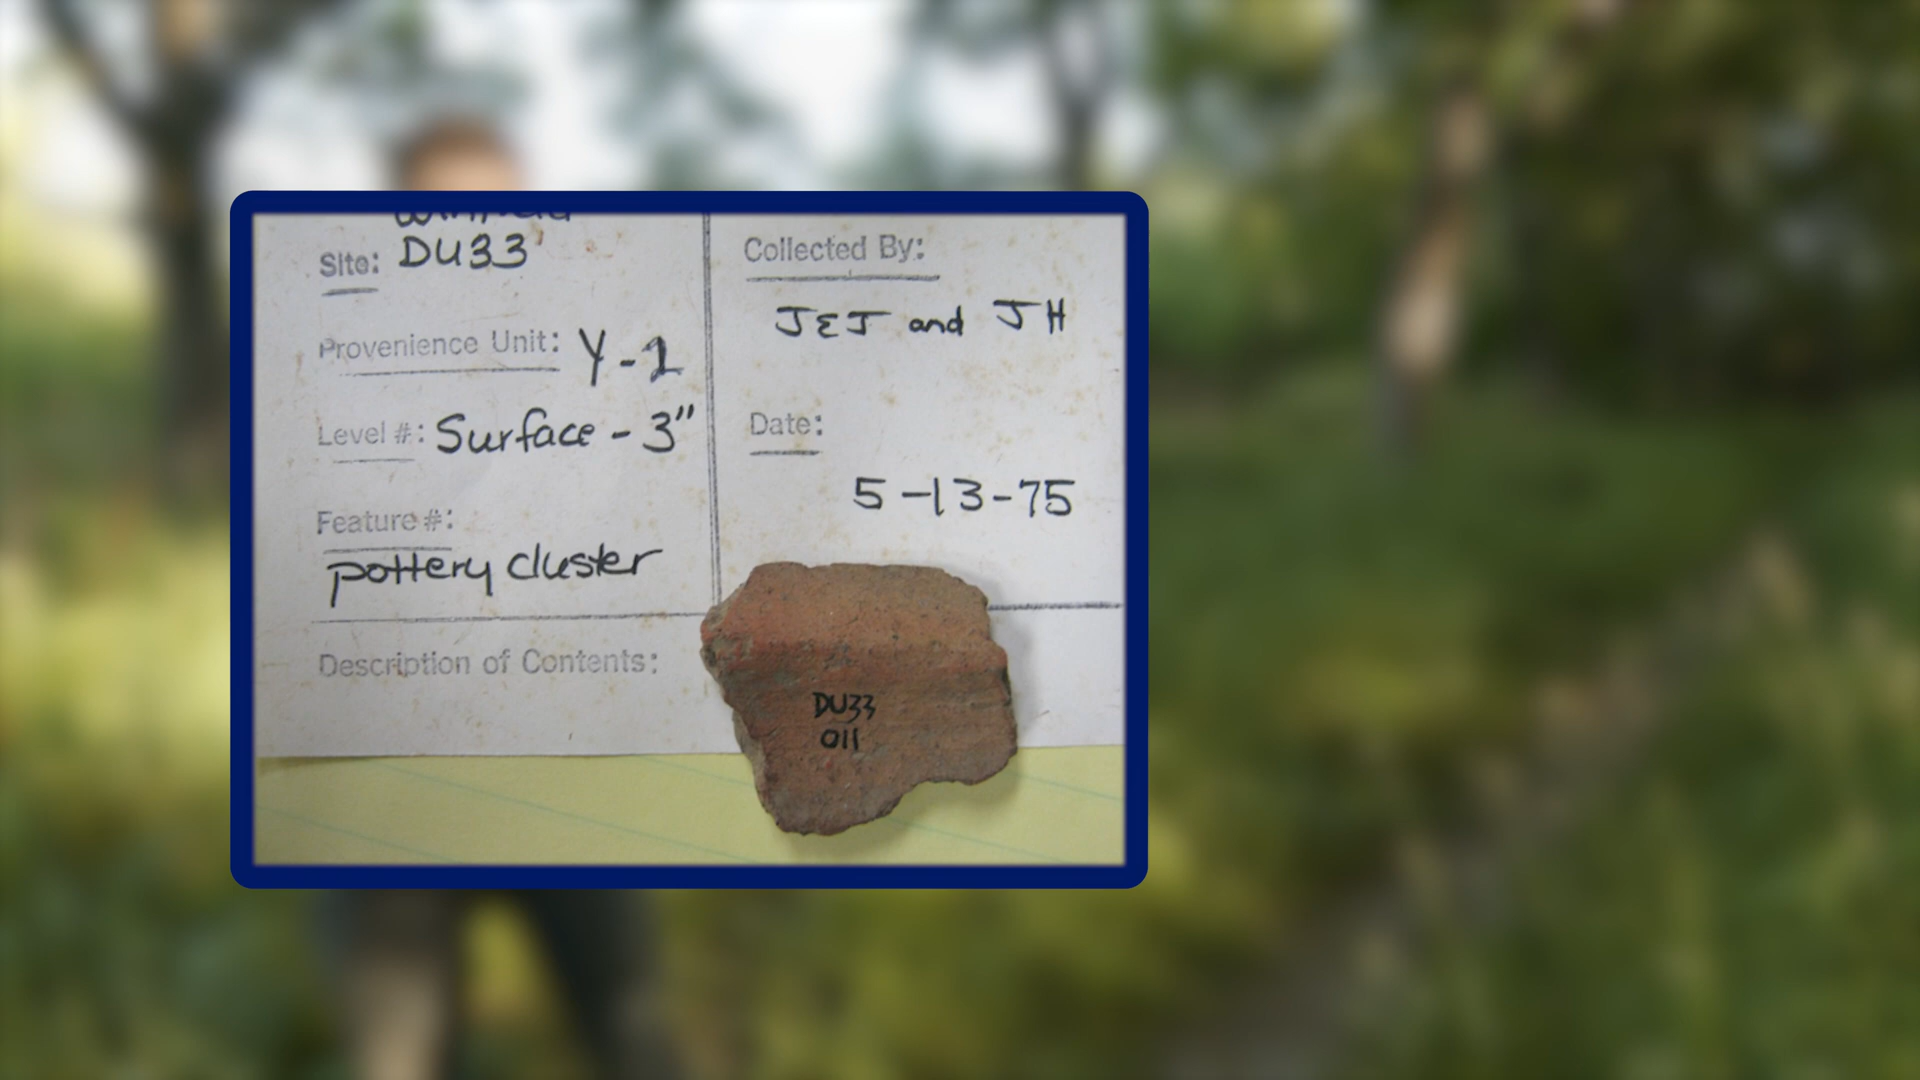 Site: DU33
Provenience Unit: Y-1
Level #: Surface - 3"
Feature #:
pottery cluster
Description of Contents:
Collected By:
JEJ and JH
Date:
5-13-75
DU33
011